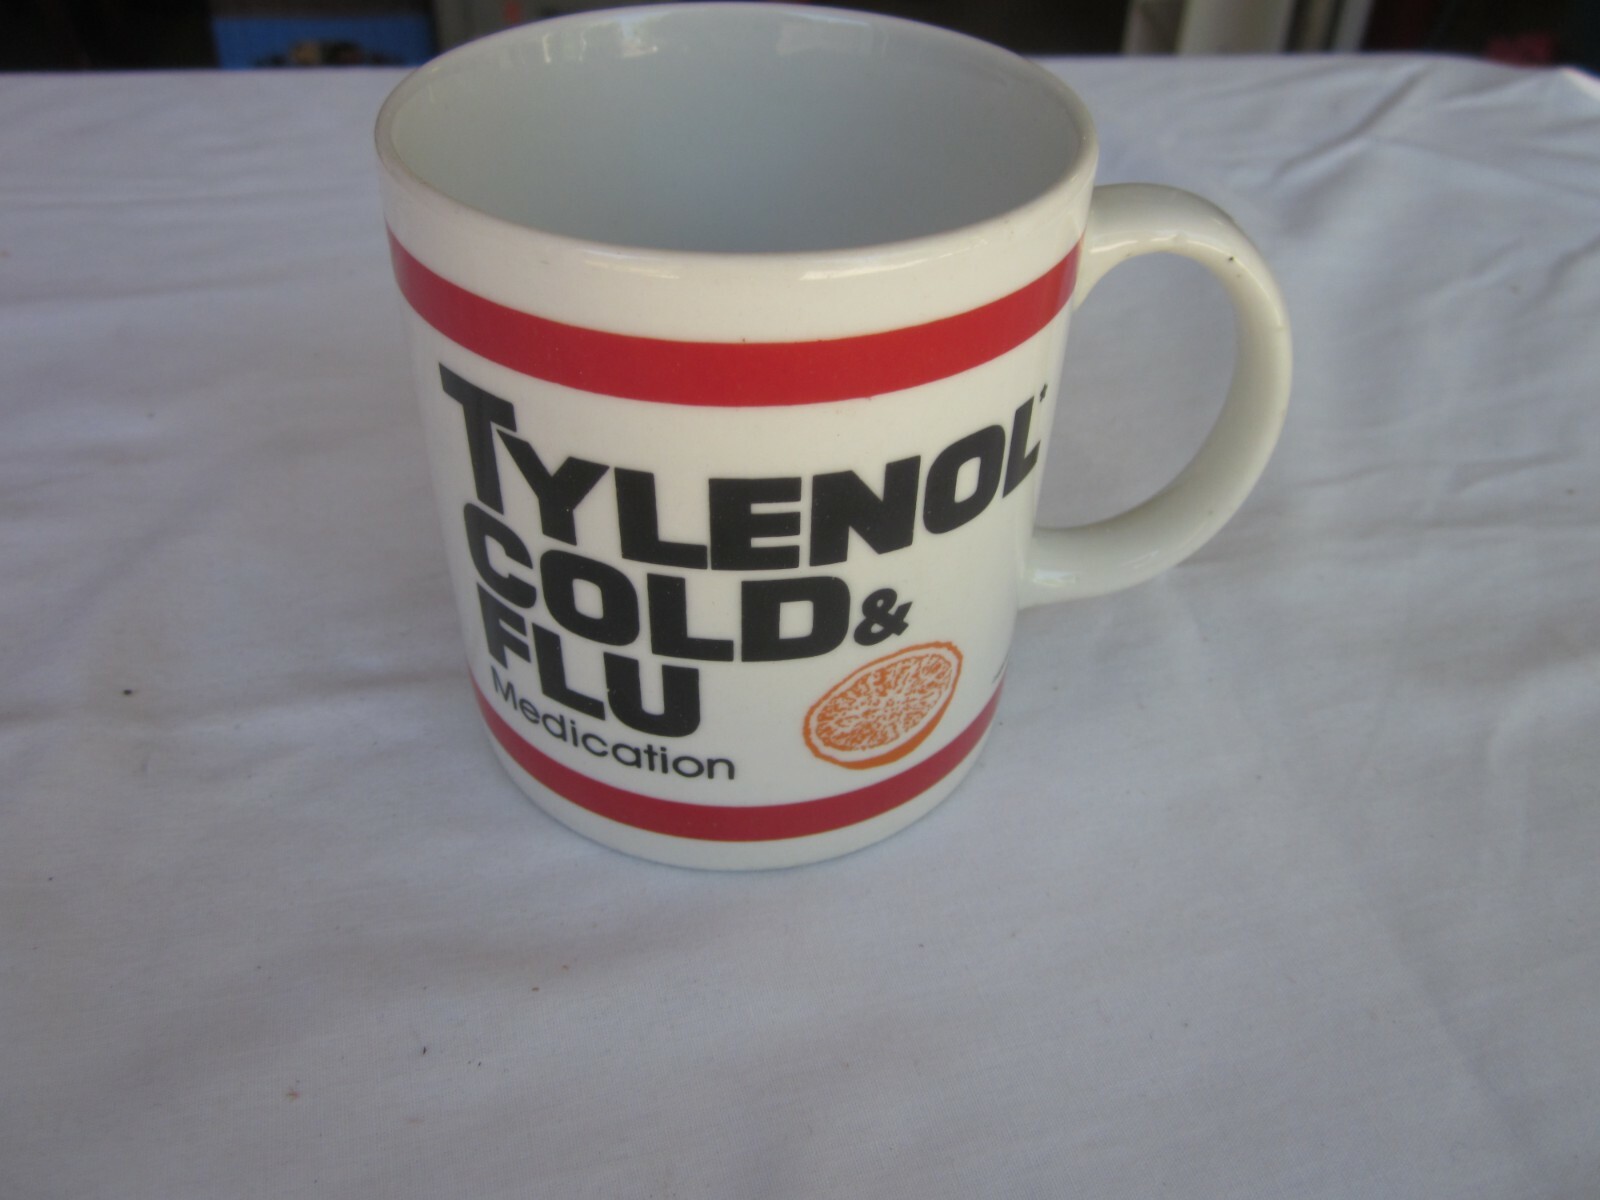 TYLENOL*
COLD &
FLU
Medication